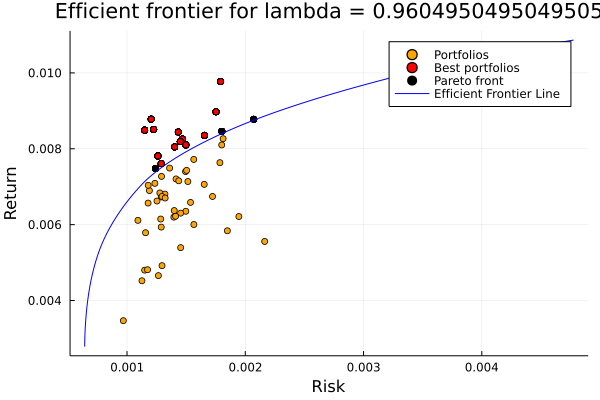 Efficient frontier for lambda = 0.9604950495049505
Portfolios
Best portfolios
Pareto front
Efficient Frontier Line
Return
0.010
0.008
0.006
0.004
0.001
0.002
0.003
0.004
Risk